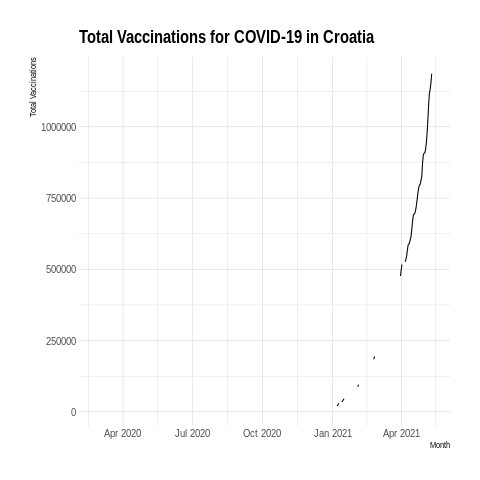 Total Vaccinations for COVID-19 in Croatia
Total Vaccinations
1000000
750000
500000
250000
0
Apr 2020 Jul 2020 Oct 2020 Jan 2021 Apr 2021
Month